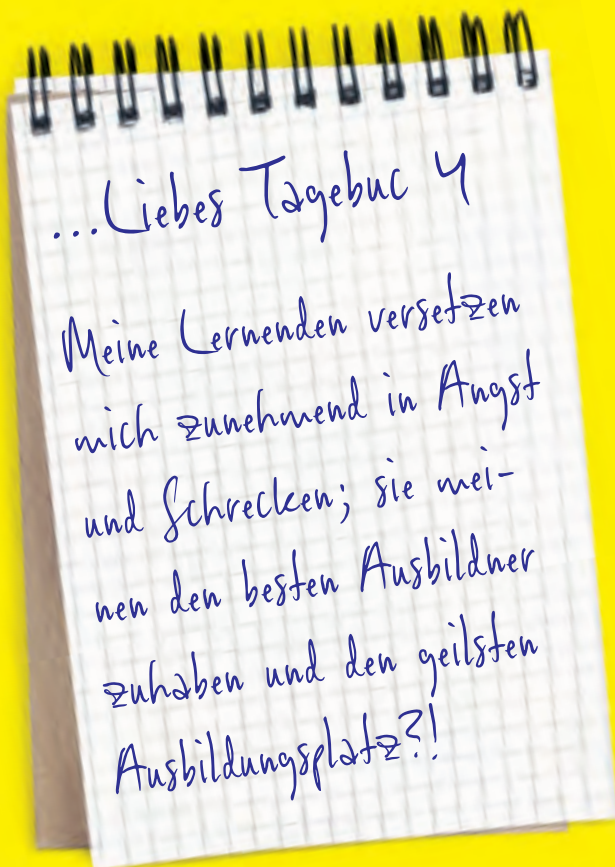 ...Liebes Tagebuc 4
Meine Lernenden versetzen
mich zunehmend in Angst
und Schrecken; sie mei-
nen den besten Ausbildner
zuhaben und den geilsten
Ausbildungsplatz?!